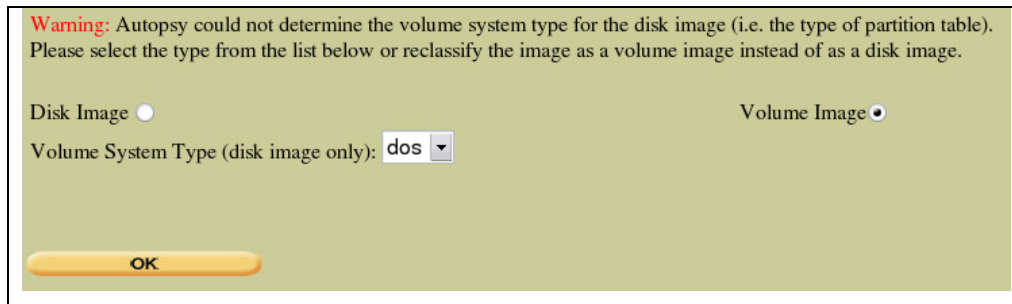 Warning: Autopsy could not determine the volume system type for the disk image (i.e. the type of partition table).
Please select the type from the list below or reclassify the image as a volume image instead of as a disk image.
Disk Image Volume Image
Volume System Type (disk image only): dos
OK